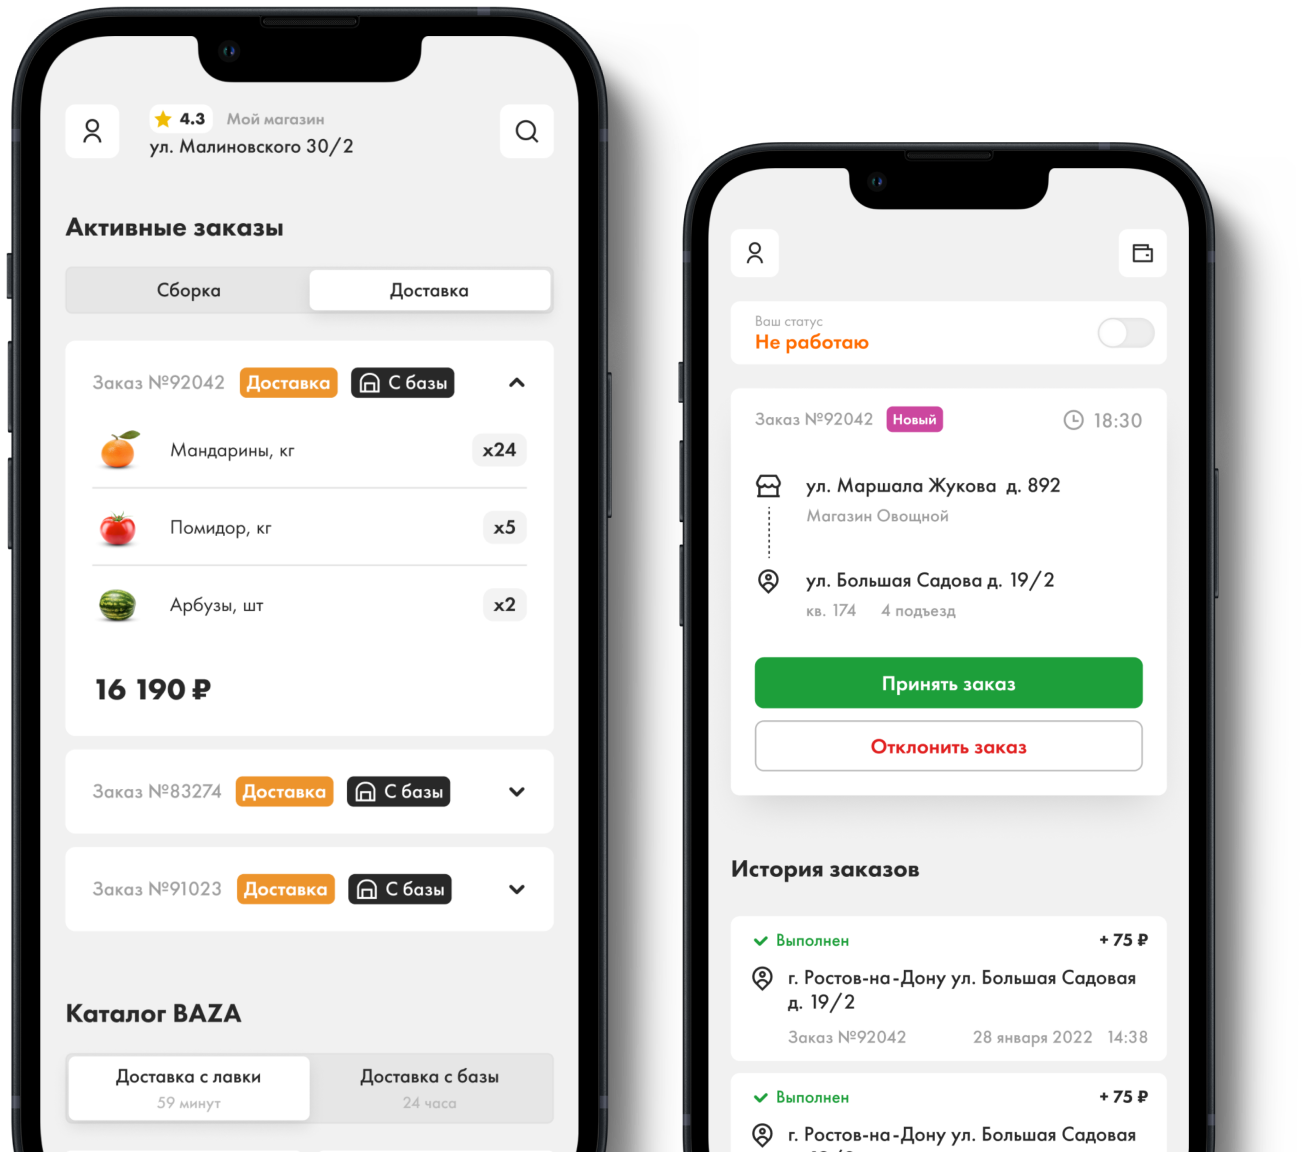 4.3 Мой магазин
ул. Малиновского 30/2
Активные заказы
Сборка Доставка
Заказ №92042 Доставка С базы
Мандарины, кг x24
Помидор, кг x5
Арбузы, шт x2
16 190 ₽
Заказ №83274 Доставка С базы
Заказ №91023 Доставка С базы
Каталог BAZA
Доставка с лавки Доставка с базы
59 минут 24 часа
Ваш статус
Не работаю
Заказ №92042 Новый 18:30
ул. Маршала Жукова д. 892
Магазин Овощной
ул. Большая Садова д. 19/2
кв. 174 4 подъезд
Принять заказ
Отклонить заказ
История заказов
Выполнен + 75 ₽
г. Ростов-на-Дону ул. Большая Садовая
д. 19/2
Заказ №92042 28 января 2022 14:38
Выполнен + 75 ₽
г. Ростов-на-Дону ул. Большая Садовая